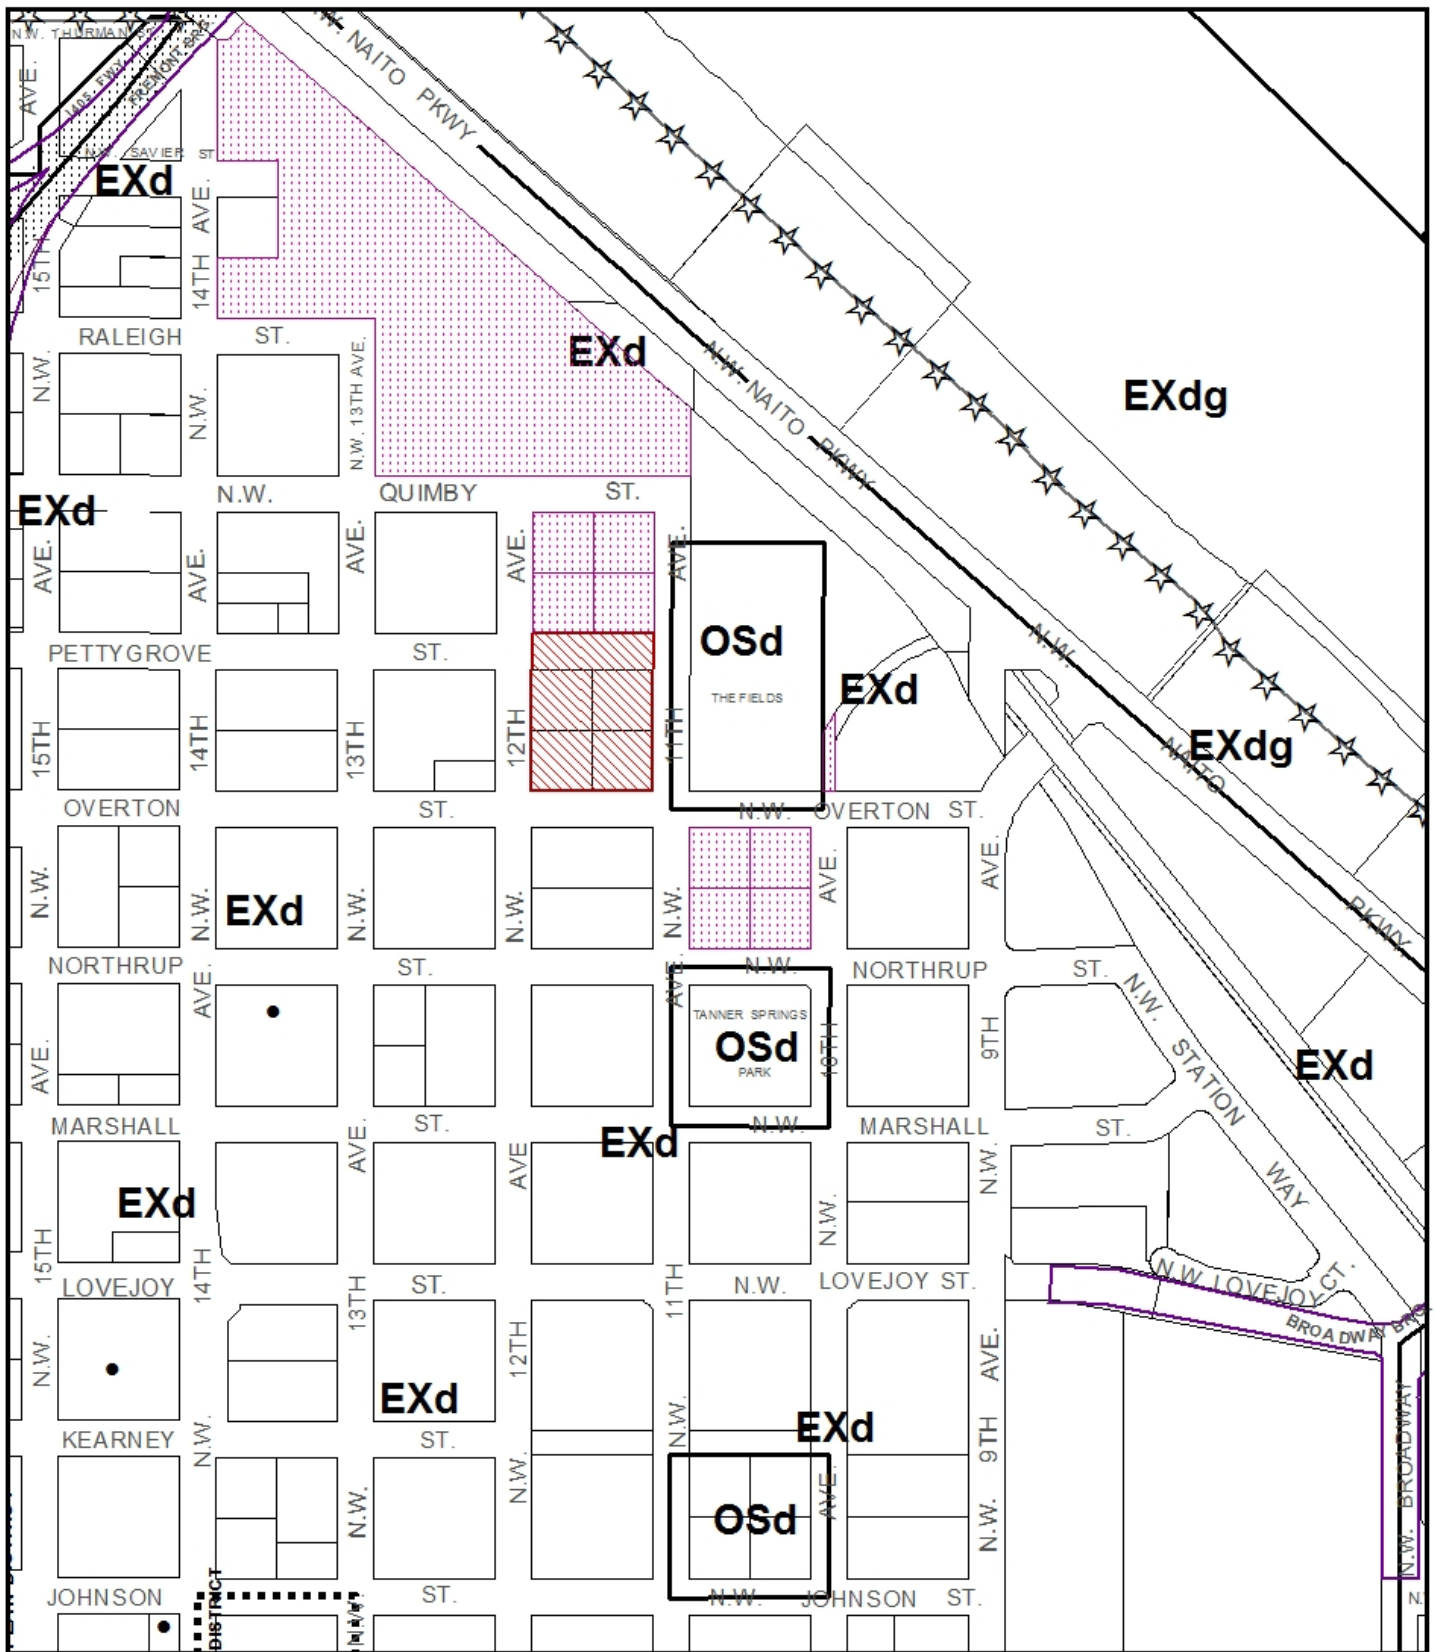 N.W. THURMAN ST.
N.W. NAITO PKWY
I405 FWY
FREMONT BRG.
AVE.
N.W. SAVIER ST
EXd
15TH
14TH AVE.
RALEIGH ST.
EXd
N.W. NAITO PKWY
EXdg
N.W.
N.W.
N.W. 13TH AVE.
N.W. QUIMBY ST.
EXd
AVE.
AVE.
AVE.
AVE.
AVE.
OSd
THE FIELDS
PETTYGROVE ST.
N.W.
EXd
15TH
14TH
13TH
12TH
11TH
NAITO
EXdg
OVERTON ST.
N.W. OVERTON ST.
N.W.
N.W.
N.W.
N.W.
N.W.
AVE.
AVE.
EXd
PKWY
NORTHRUP ST.
N.W. NORTHRUP ST.
AVE.
AVE.
AVE.
TANNER SPRINGS
OSd
PARK
10TH
9TH
N.W. STATION WAY
EXd
MARSHALL ST.
N.W. MARSHALL ST.
EXd
AVE.
AVE
N.W.
N.W.
EXd
15TH
14TH
13TH
12TH
11TH
LOVEJOY ST.
N.W. LOVEJOY ST.
N.W. LOVEJOY CT.
BROADWAY BRG.
N.W.
N.W.
N.W.
N.W. 9TH AVE.
EXd
EXd
N.W. BROADWAY
KEARNEY ST.
N.W.
N.W.
AVE.
OSd
JOHNSON ST.
N.W. JOHNSON ST.
N.
DISTRICT
N.W.